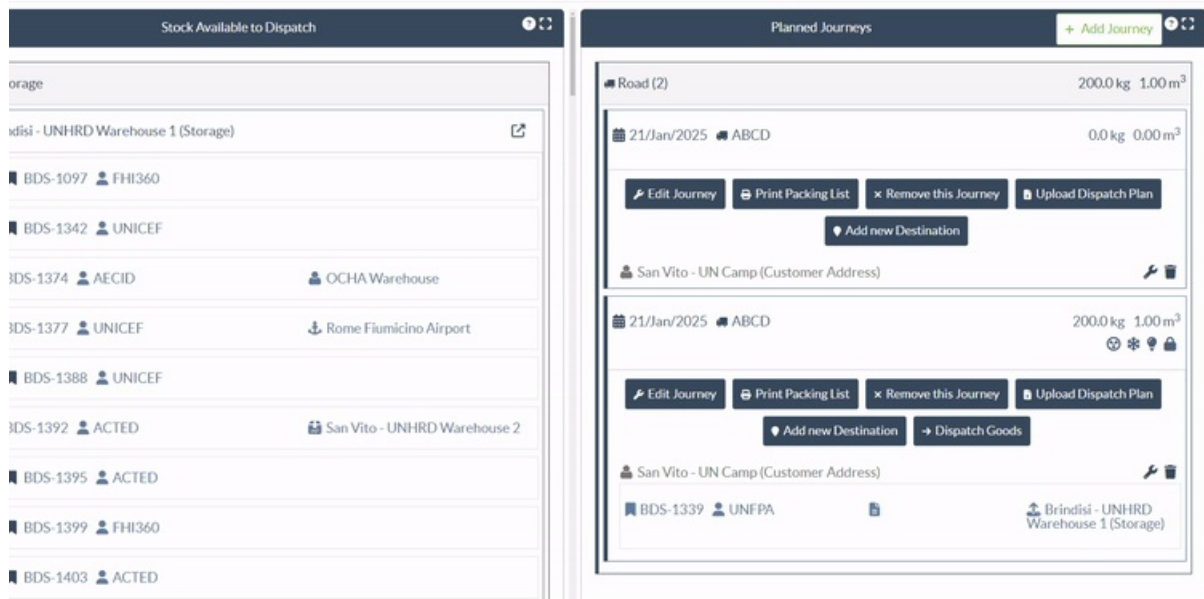 Stock Available to Dispatch
orage
ndisi - UNHRD Warehouse 1 (Storage)
BDS-1097 FHI360
BDS-1342 UNICEF
BDS-1374 AECID OCHA Warehouse
BDS-1377 UNICEF Rome Fiumicino Airport
BDS-1388 UNICEF
BDS-1392 ACTED San Vito - UNHRD Warehouse 2
BDS-1395 ACTED
BDS-1399 FHI360
BDS-1403 ACTED
Planned Journeys
+ Add Journey
Road (2) 200.0 kg 1.00 m³
21/Jan/2025 ABCD 0.0 kg 0.00 m³
Edit Journey Print Packing List × Remove this Journey Upload Dispatch Plan
Add new Destination
San Vito - UN Camp (Customer Address)
21/Jan/2025 ABCD 200.0 kg 1.00 m³
Edit Journey Print Packing List × Remove this Journey Upload Dispatch Plan
Add new Destination → Dispatch Goods
San Vito - UN Camp (Customer Address)
BDS-1339 UNFPA Brindisi - UNHRD
Warehouse 1 (Storage)